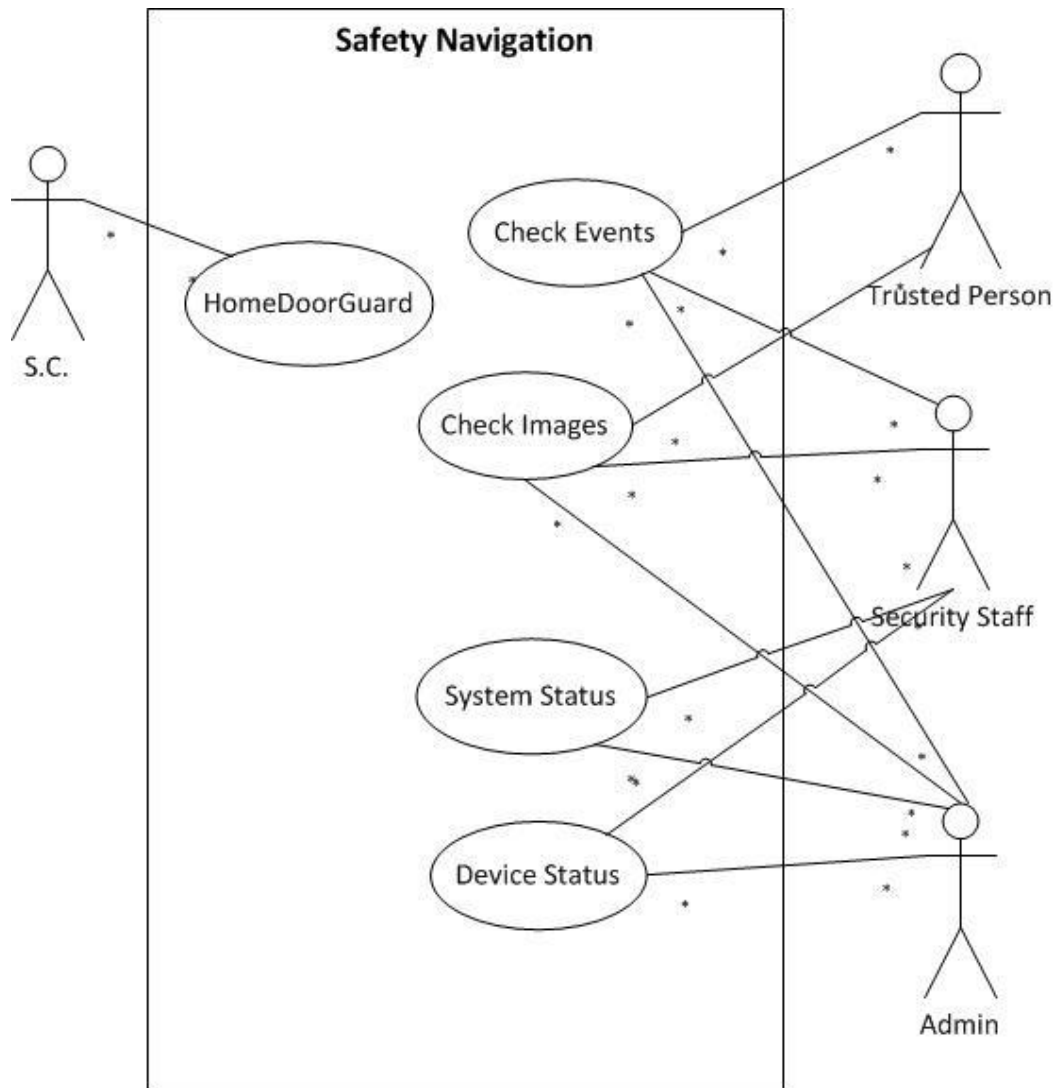 Safety Navigation
Check Events
HomeDoorGuard
Trusted Person
S.C.
Check Images
Security Staff
System Status
Device Status
Admin